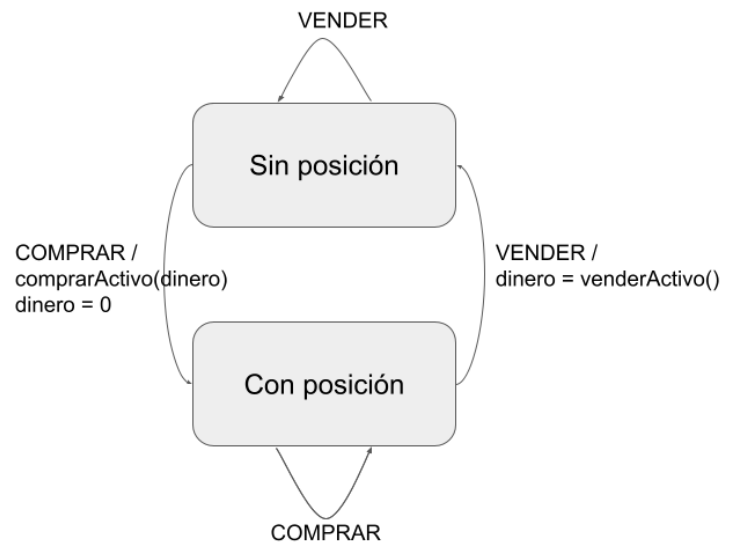 VENDER
Sin posición
COMPRAR /
comprarActivo(dinero)
dinero = 0
VENDER /
dinero = venderActivo()
Con posición
COMPRAR